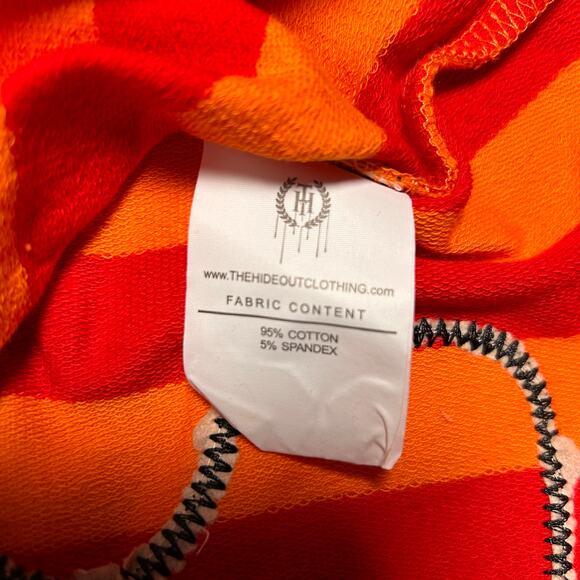 TH
www.THEHIDEOUTCLOTHING.com
FABRIC CONTENT
95% COTTON
5% SPANDEX